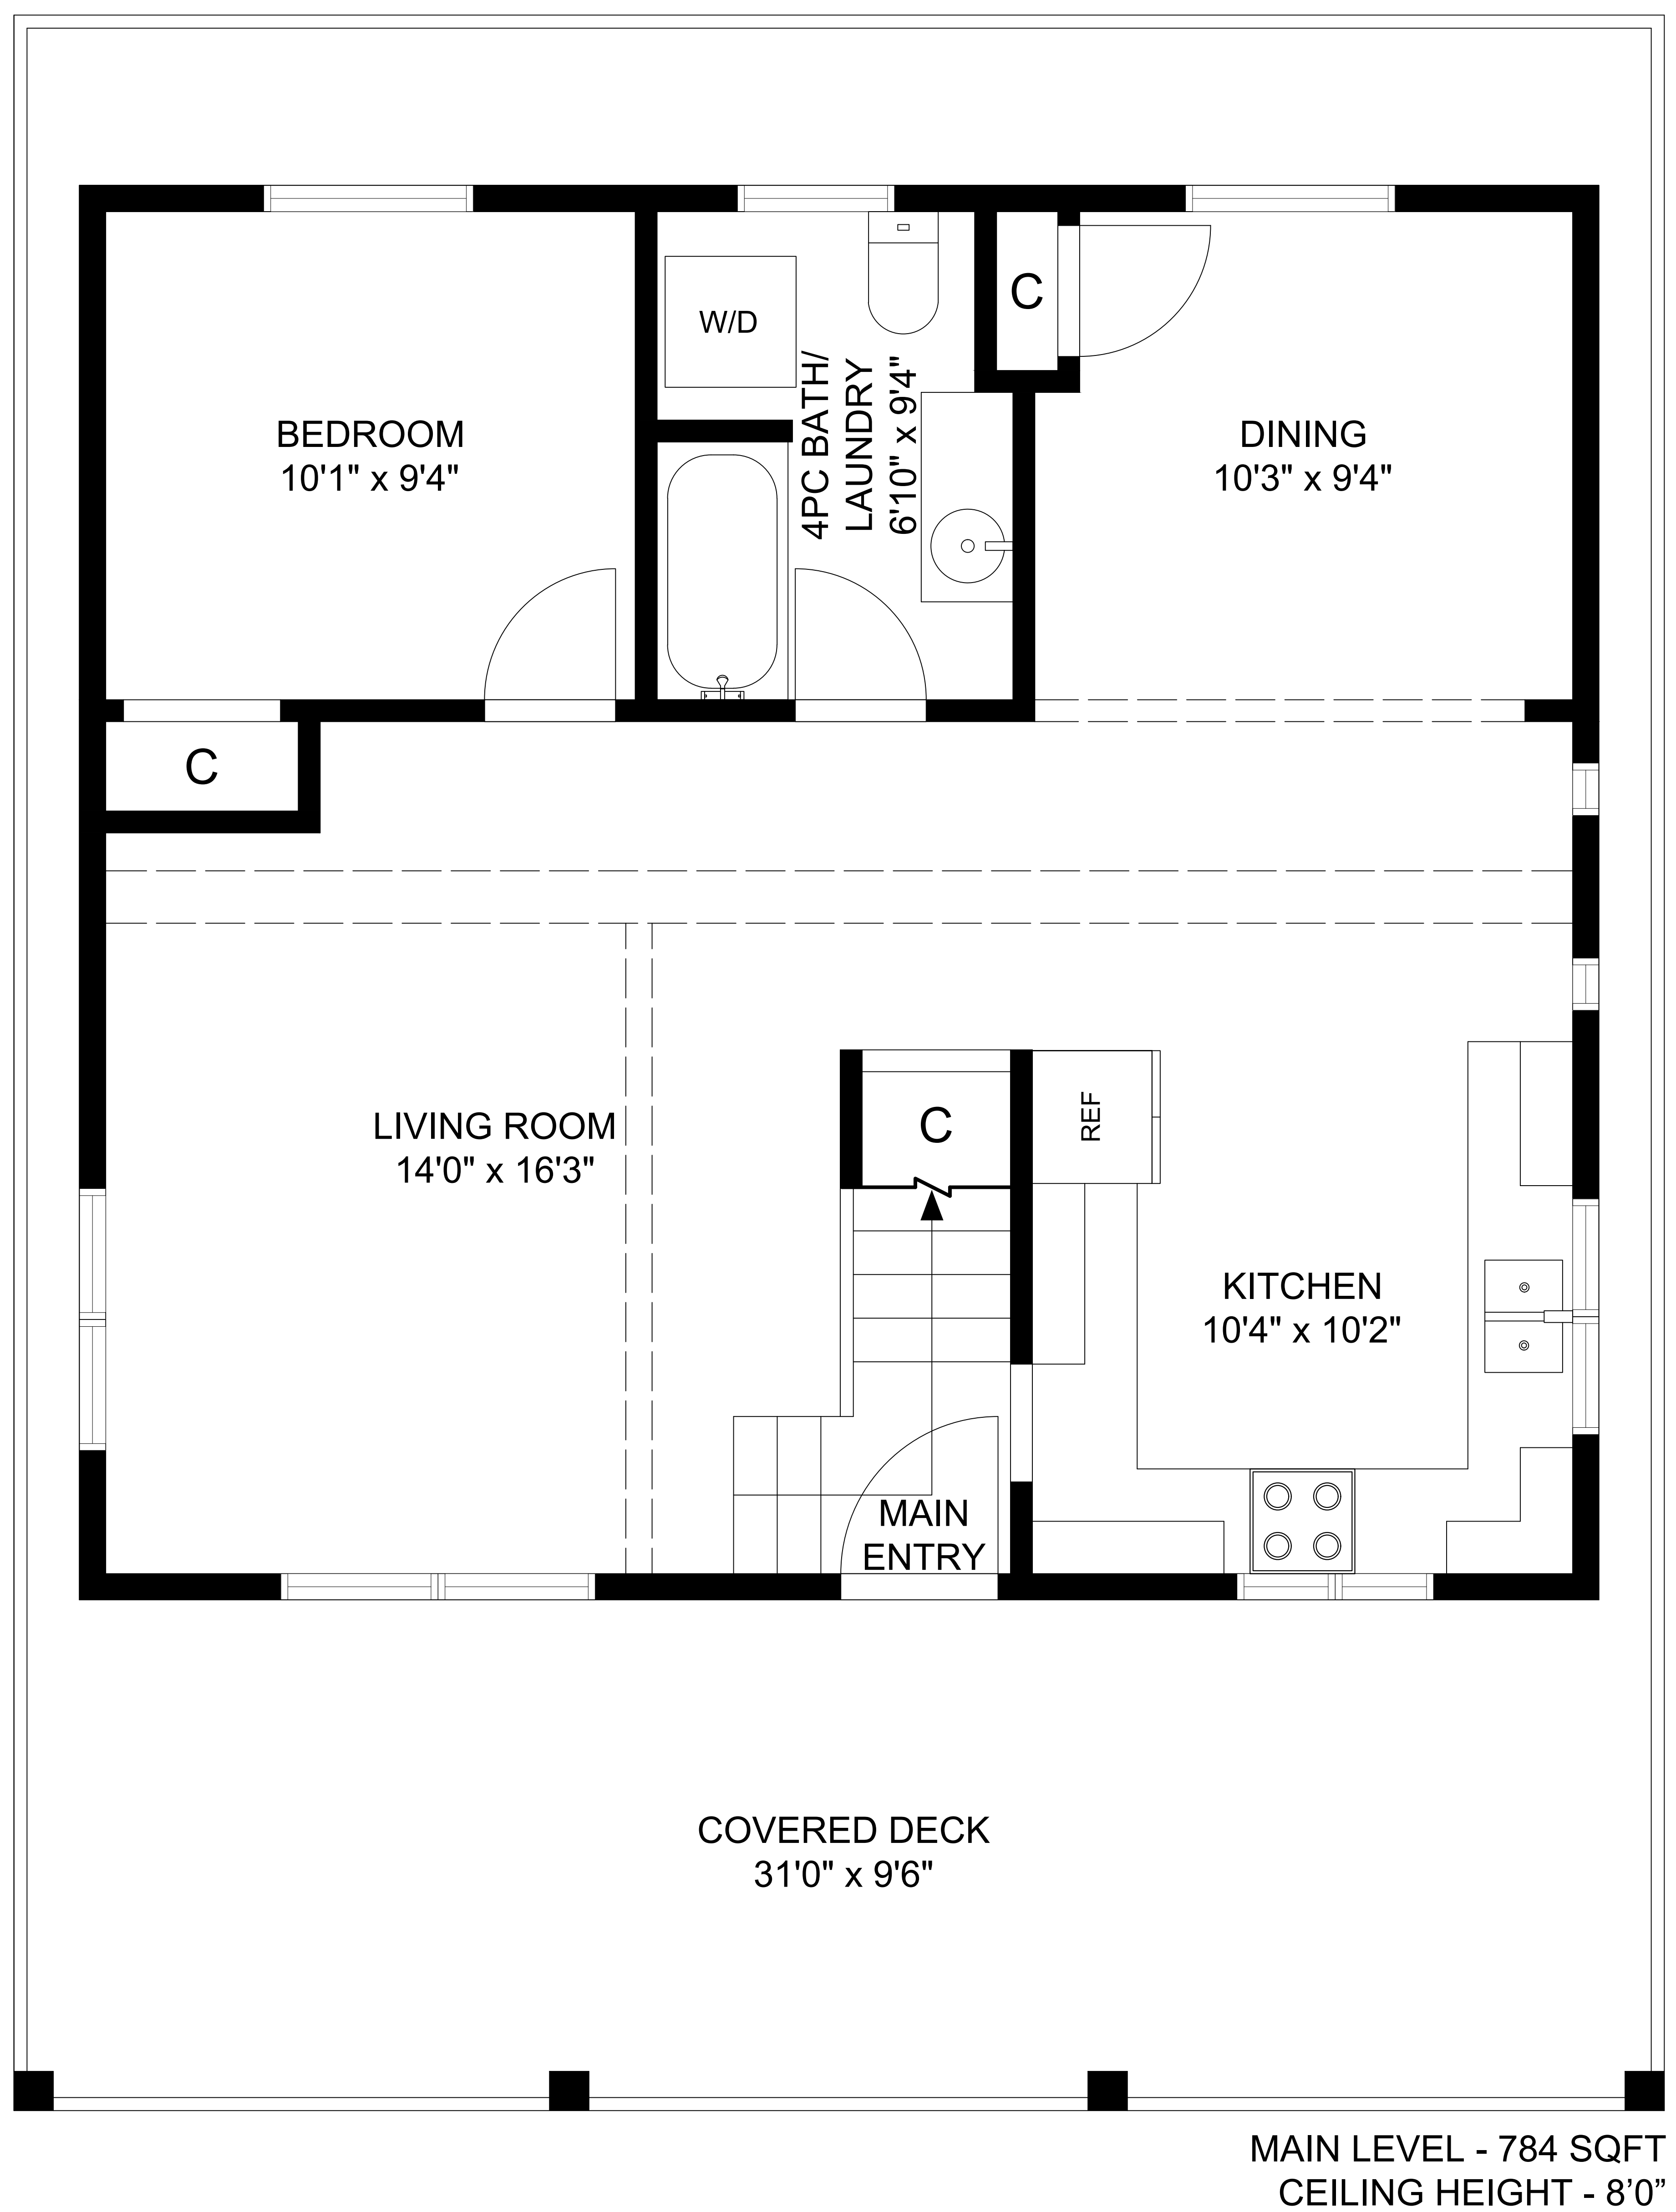 W/D
C
BEDROOM
10'1" x 9'4"
4PC BATH/
LAUNDRY
6'10" x 9'4"
DINING
10'3" x 9'4"
C
LIVING ROOM
14'0" x 16'3"
C
REF
KITCHEN
10'4" x 10'2"
MAIN
ENTRY
COVERED DECK
31'0" x 9'6"
MAIN LEVEL - 784 SQFT
CEILING HEIGHT - 8’0”